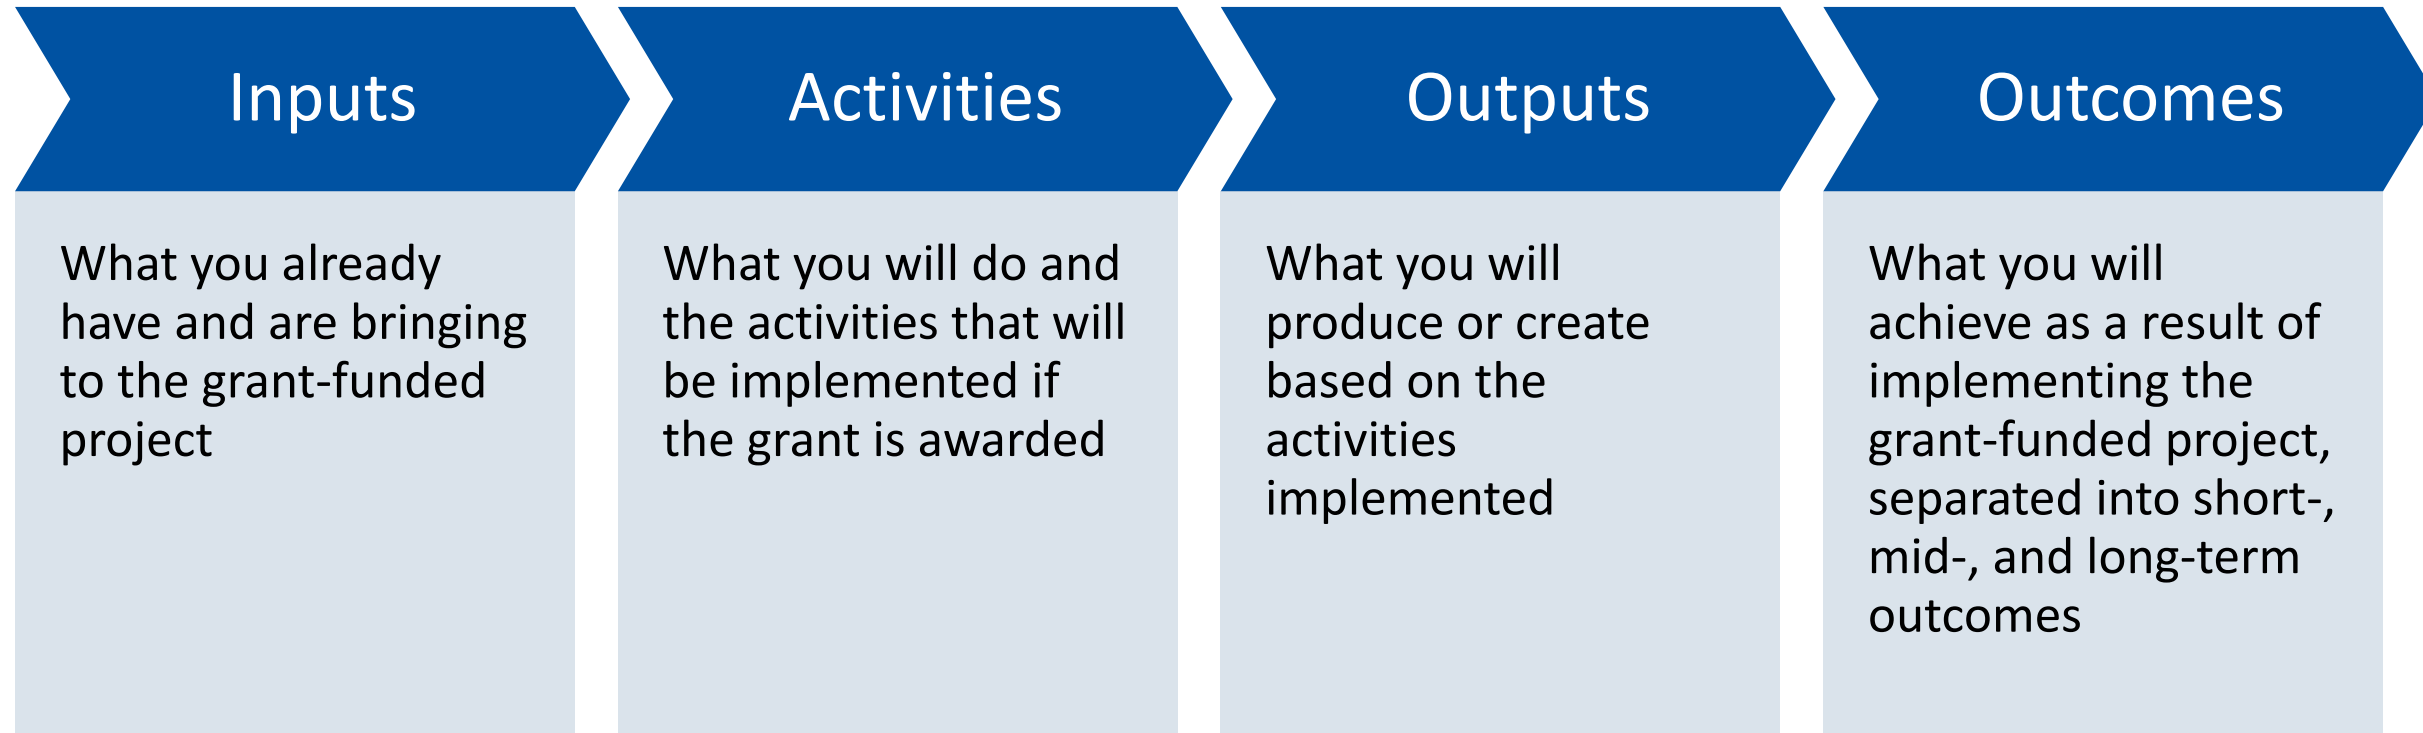 Inputs
What you already
have and are bringing
to the grant-funded
project
Activities
What you will do and
the activities that will
be implemented if
the grant is awarded
Outputs
What you will
produce or create
based on the
activities
implemented
Outcomes
What you will
achieve as a result of
implementing the
grant-funded project,
separated into short-,
mid-, and long-term
outcomes